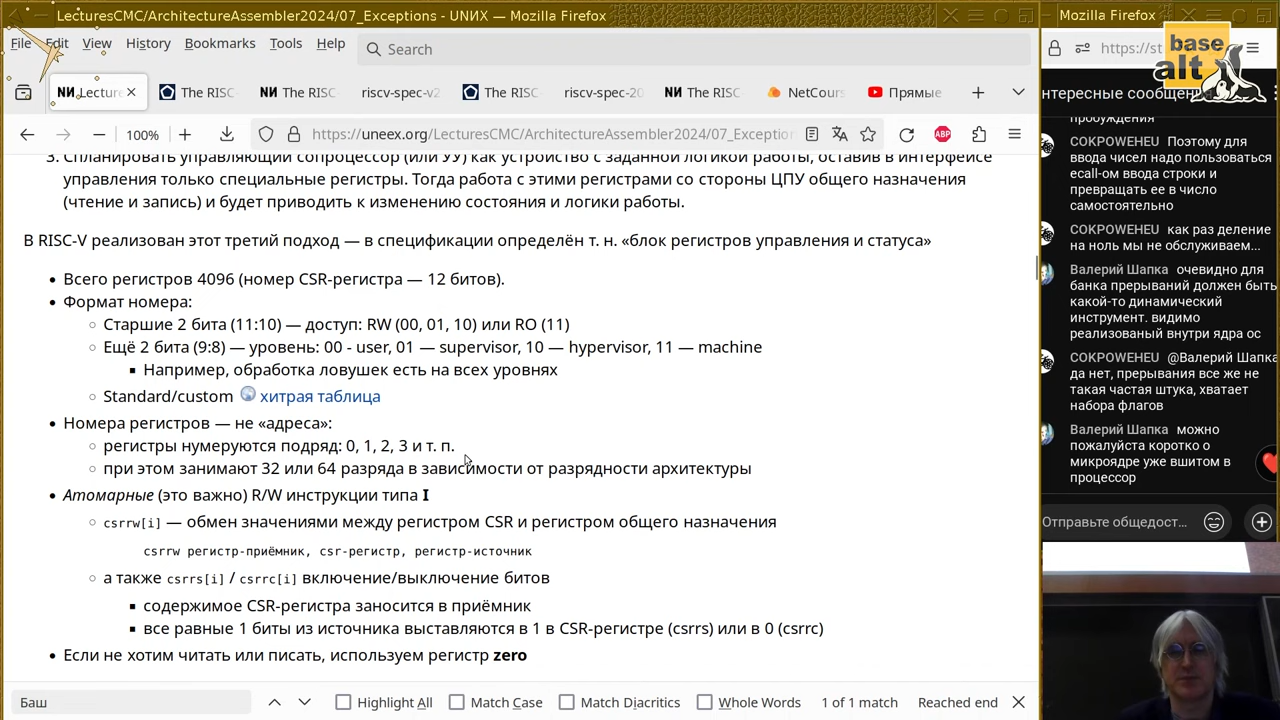 LecturesCMC/ArchitectureAssembler2024/07_Exceptions - UNИX — Mozilla Firefox
Mozilla Firefox
File Edit View History Bookmarks Tools Help
Search
https://st
base
alt
NИ Lecture
The RISC
NИ The RISC
riscv-spec-v2
The RISC
riscv-spec-20
NИ The RISC
NetCours
Прямые
нтересные сообщения
100%
https://uneex.org/LecturesCMC/ArchitectureAssembler2024/07_Exception
ABP
3. Спланировать управляющий сопроцессор (или УУ) как устройство с заданной логикой работы, оставив в интерфейсе
управления только специальные регистры. Тогда работа с этими регистрами со стороны ЦПУ общего назначения
(чтение и запись) и будет приводить к изменению состояния и логики работы.
В RISC-V реализован этот третий подход — в спецификации определён т. н. «блок регистров управления и статуса»
Всего регистров 4096 (номер CSR-регистра — 12 битов).
Формат номера:
Старшие 2 бита (11:10) — доступ: RW (00, 01, 10) или RO (11)
Ещё 2 бита (9:8) — уровень: 00 - user, 01 — supervisor, 10 — hypervisor, 11 — machine
Например, обработка ловушек есть на всех уровнях
Standard/custom хитрая таблица
Номера регистров — не «адреса»:
регистры нумеруются подряд: 0, 1, 2, 3 и т. п.
при этом занимают 32 или 64 разряда в зависимости от разрядности архитектуры
Атомарные (это важно) R/W инструкции типа I
csrrw[i] — обмен значениями между регистром CSR и регистром общего назначения
csrrw регистр-приёмник, csr-регистр, регистр-источник
а также csrrs[i] / csrrc[i] включение/выключение битов
содержимое CSR-регистра заносится в приёмник
все равные 1 биты из источника выставляются в 1 в CSR-регистре (csrrs) или в 0 (csrrc)
Если не хотим читать или писать, используем регистр zero
пробуждения
COKPOWEHEU Поэтому для
ввода чисел надо пользоваться
ecall-ом ввода строки и
превращать ее в число
самостоятельно
COKPOWEHEU как раз деление
на ноль мы не обслуживаем...
Валерий Шапка очевидно для
банка прерываний должен быть
какой-то динамический
инструмент. видимо
реализованый внутри ядра ос
COKPOWEHEU @Валерий Шапка
да нет, прерывания все же не
такая частая штука, хватает
набора флагов
Валерий Шапка можно
пожалуйста коротко о
микроядре уже вшитом в
процессор
Отправьте общедост…
Баш
Highlight All Match Case Match Diacritics Whole Words 1 of 1 match Reached end